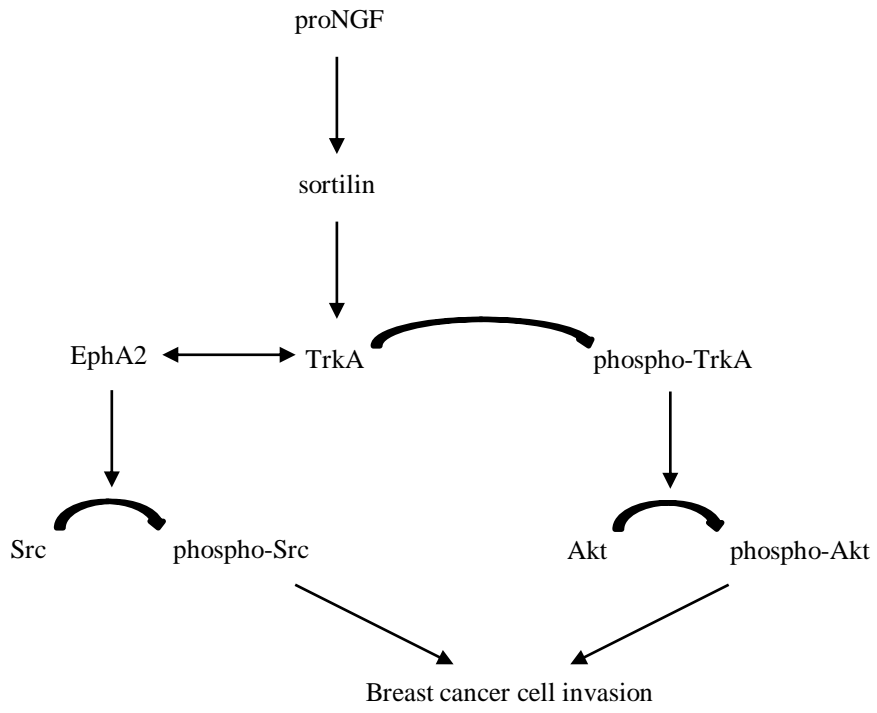 proNGF
sortilin
EphA2 TrkA phospho-TrkA
Src phospho-Src Akt phospho-Akt
Breast cancer cell invasion